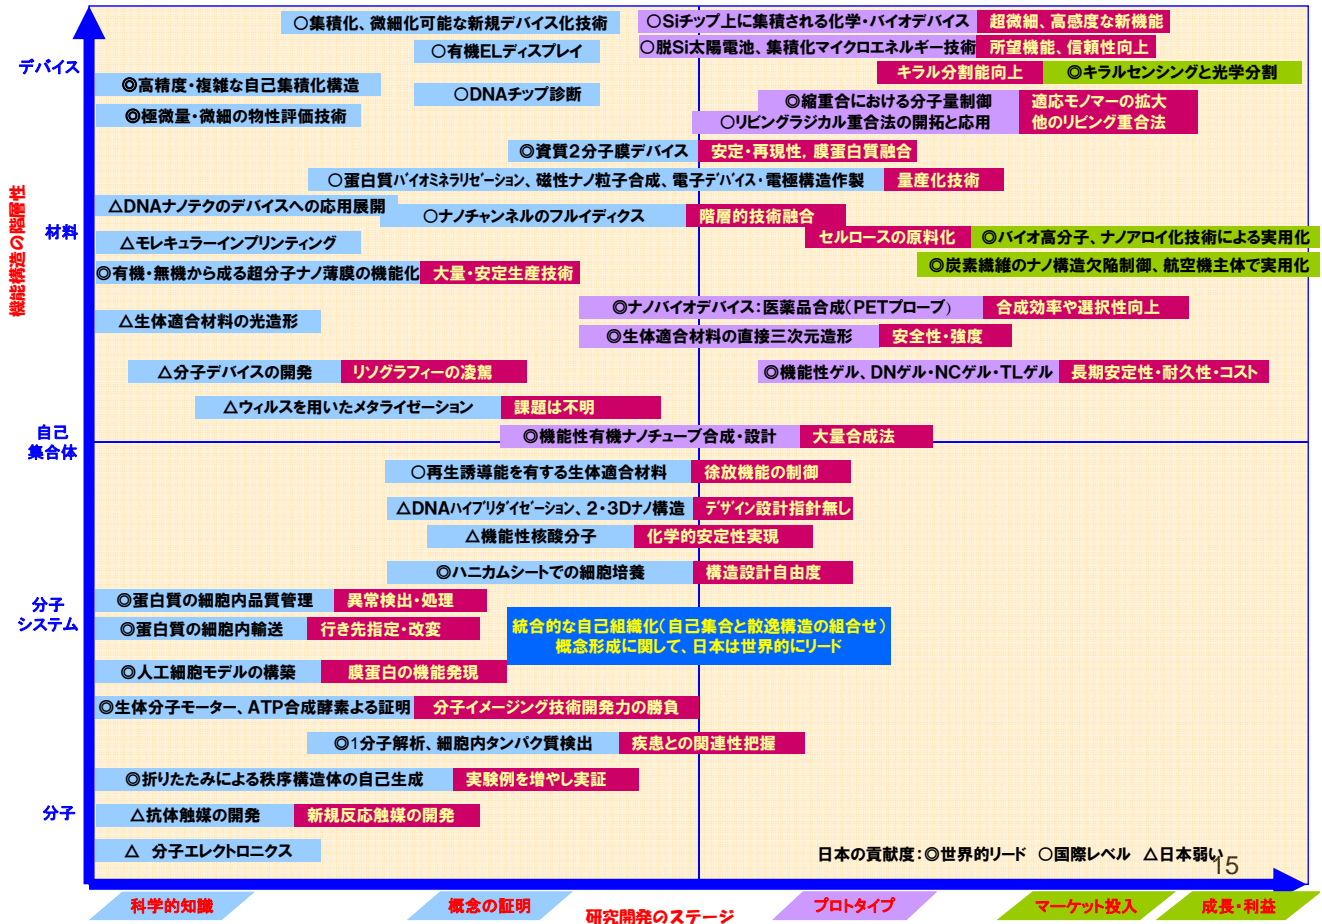 ○集積化、微細化可能な新規デバイス化技術
○Siチップ上に集積される化学・バイオデバイス 超微細、高感度な新機能
○有機ELディスプレイ
○脱Si太陽電池、集積化マイクロエネルギー技術 所望機能、信頼性向上
デバイス
キラル分割能向上 ◎キラルセンシングと光学分割
◎高精度・複雑な自己集積化構造
○DNAチップ診断
◎縮重合における分子量制御 適応モノマーの拡大
◎極微量・微細の物性評価技術
○リビングラジカル重合法の開拓と応用 他のリビング重合法
◎資質2分子膜デバイス 安定・再現性，膜蛋白質融合
○蛋白質バイオミネラリゼーション、磁性ナノ粒子合成、電子デバイス・電極構造作製 量産化技術
機能構造の階層性
△DNAナノテクのデバイスへの応用展開
○ナノチャンネルのフルイディクス 階層的技術融合
材料
セルロースの原料化 ◎バイオ高分子、ナノアロイ化技術による実用化
△モレキュラーインプリンティング
◎炭素繊維のナノ構造欠陥制御、航空機主体で実用化
◎有機・無機から成る超分子ナノ薄膜の機能化 大量・安定生産技術
◎ナノバイオデバイス：医薬品合成（PETプローブ） 合成効率や選択性向上
△生体適合材料の光造形
◎生体適合材料の直接三次元造形 安全性・強度
△分子デバイスの開発 リソグラフィーの凌駕
◎機能性ゲル、DNゲル・NCゲル・TLゲル 長期安定性・耐久性・コスト
△ウィルスを用いたメタライゼーション 課題は不明
自己
集合体
◎機能性有機ナノチューブ合成・設計 大量合成法
○再生誘導能を有する生体適合材料 徐放機能の制御
△DNAハイブリダイゼーション、2・3Dナノ構造 デザイン設計指針無し
△機能性核酸分子 化学的安定性実現
◎ハニカムシートでの細胞培養 構造設計自由度
分子
システム
◎蛋白質の細胞内品質管理 異常検出・処理
◎蛋白質の細胞内輸送 行き先指定・改変
統合的な自己組織化（自己集合と散逸構造の組合せ）
概念形成に関して、日本は世界的にリード
◎人工細胞モデルの構築 膜蛋白の機能発現
◎生体分子モーター、ATP合成酵素よる証明 分子イメージング技術開発力の勝負
◎1分子解析、細胞内タンパク質検出 疾患との関連性把握
◎折りたたみによる秩序構造体の自己生成 実験例を増やし実証
分子
△抗体触媒の開発 新規反応触媒の開発
△ 分子エレクトロニクス
日本の貢献度：◎世界的リード ○国際レベル △日本弱い
15
科学的知識 概念の証明 プロトタイプ マーケット投入 成長・利益
研究開発のステージ